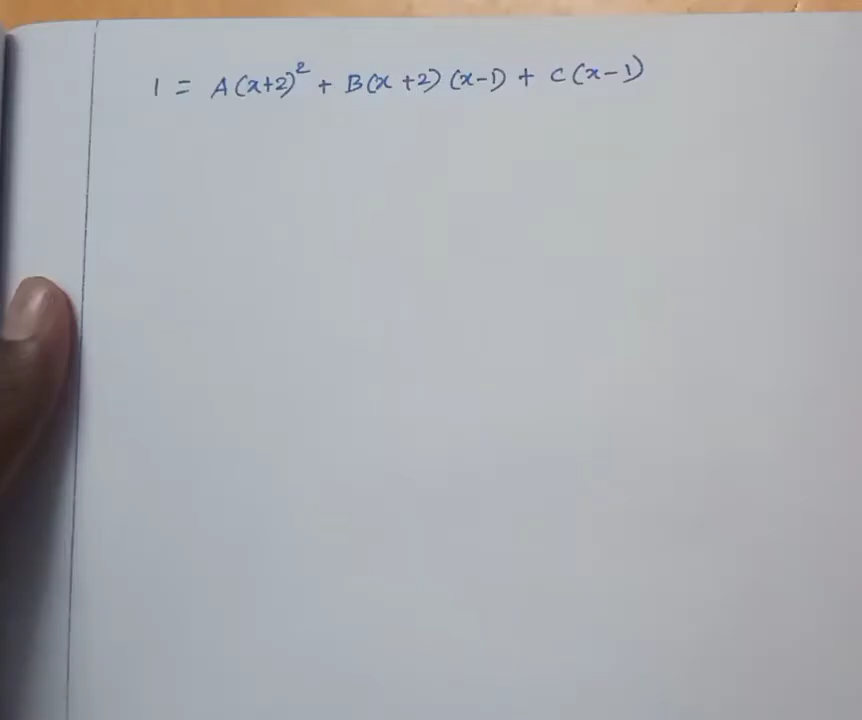 1 = A(x+2)² + B(x+2)(x-1) + C(x-1)